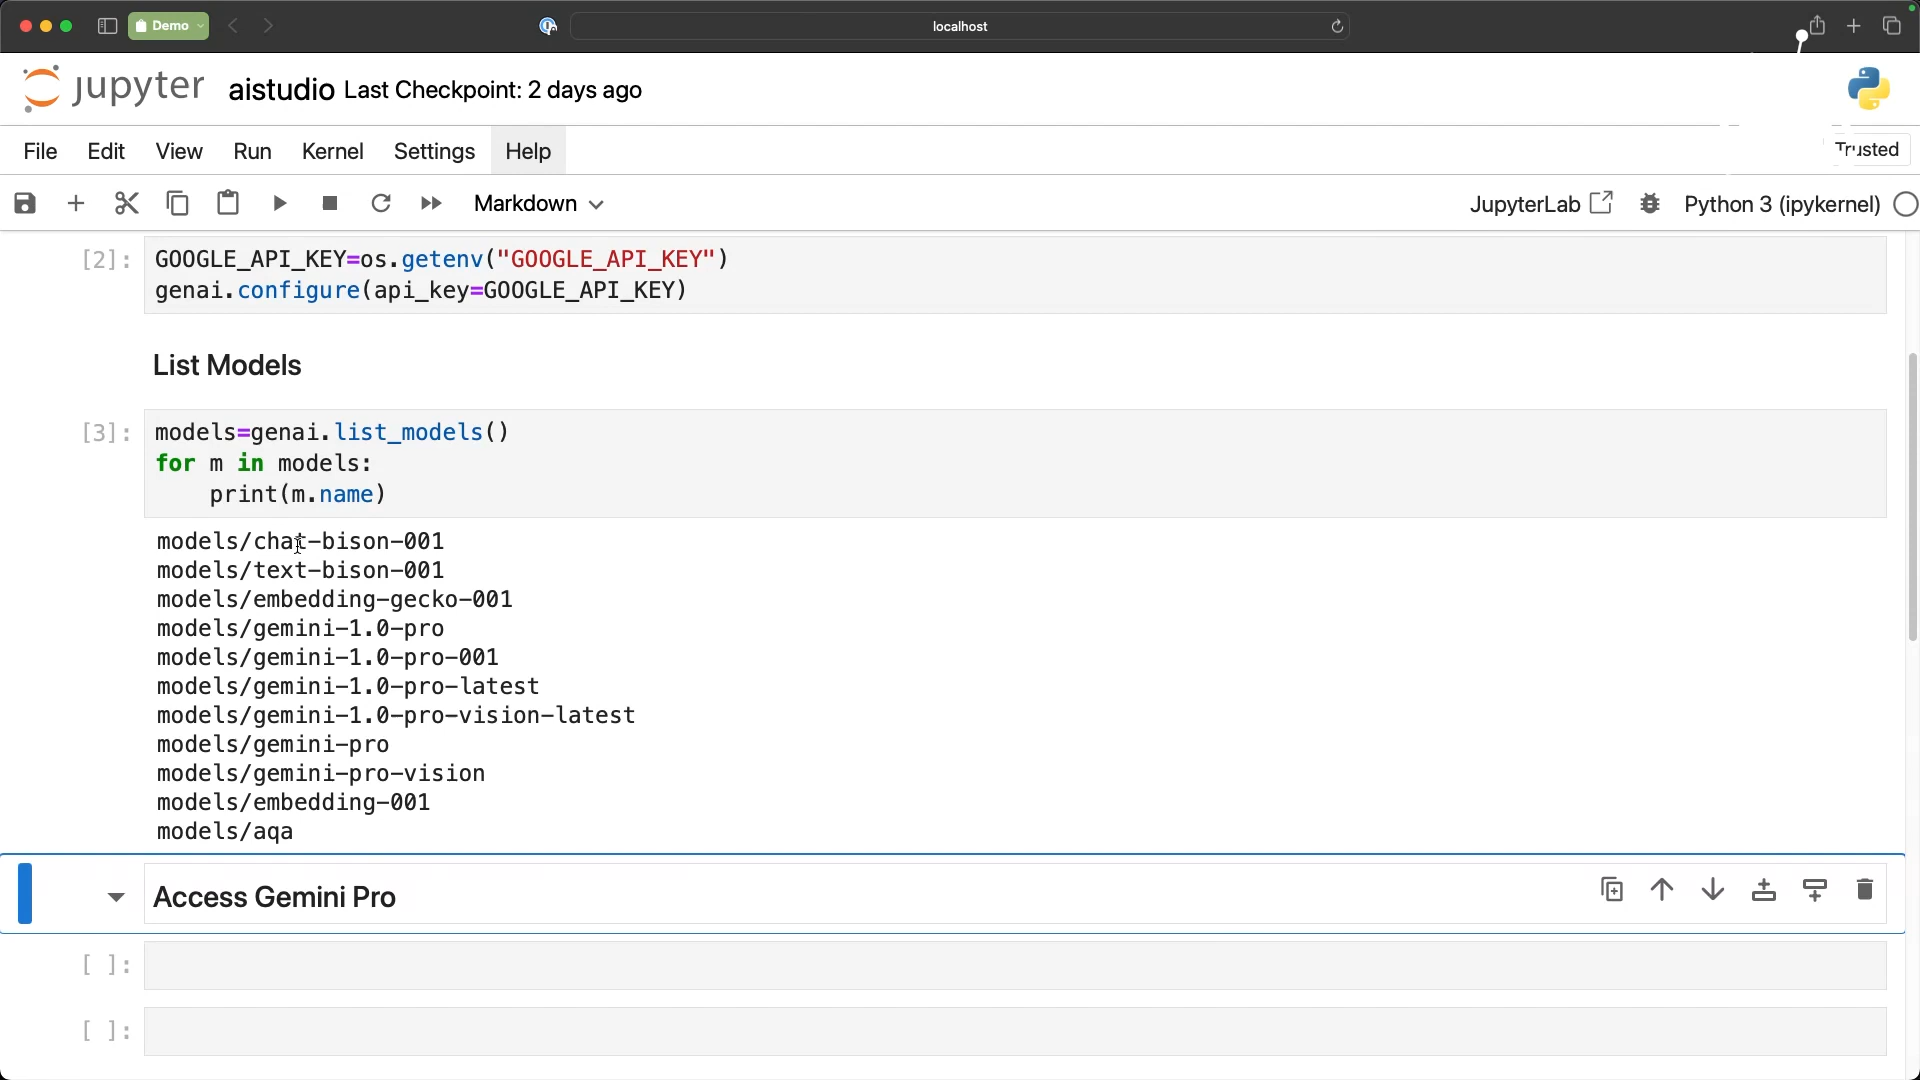 Demo
localhost
jupyter aistudio Last Checkpoint: 2 days ago
File Edit View Run Kernel Settings Help
Trusted
Markdown
JupyterLab
Python 3 (ipykernel)
[2]: GOOGLE_API_KEY=os.getenv("GOOGLE_API_KEY")
genai.configure(api_key=GOOGLE_API_KEY)
List Models
[3]: models=genai.list_models()
for m in models:
    print(m.name)
models/chat-bison-001
models/text-bison-001
models/embedding-gecko-001
models/gemini-1.0-pro
models/gemini-1.0-pro-001
models/gemini-1.0-pro-latest
models/gemini-1.0-pro-vision-latest
models/gemini-pro
models/gemini-pro-vision
models/embedding-001
models/aqa
Access Gemini Pro
[ ]:
[ ]: